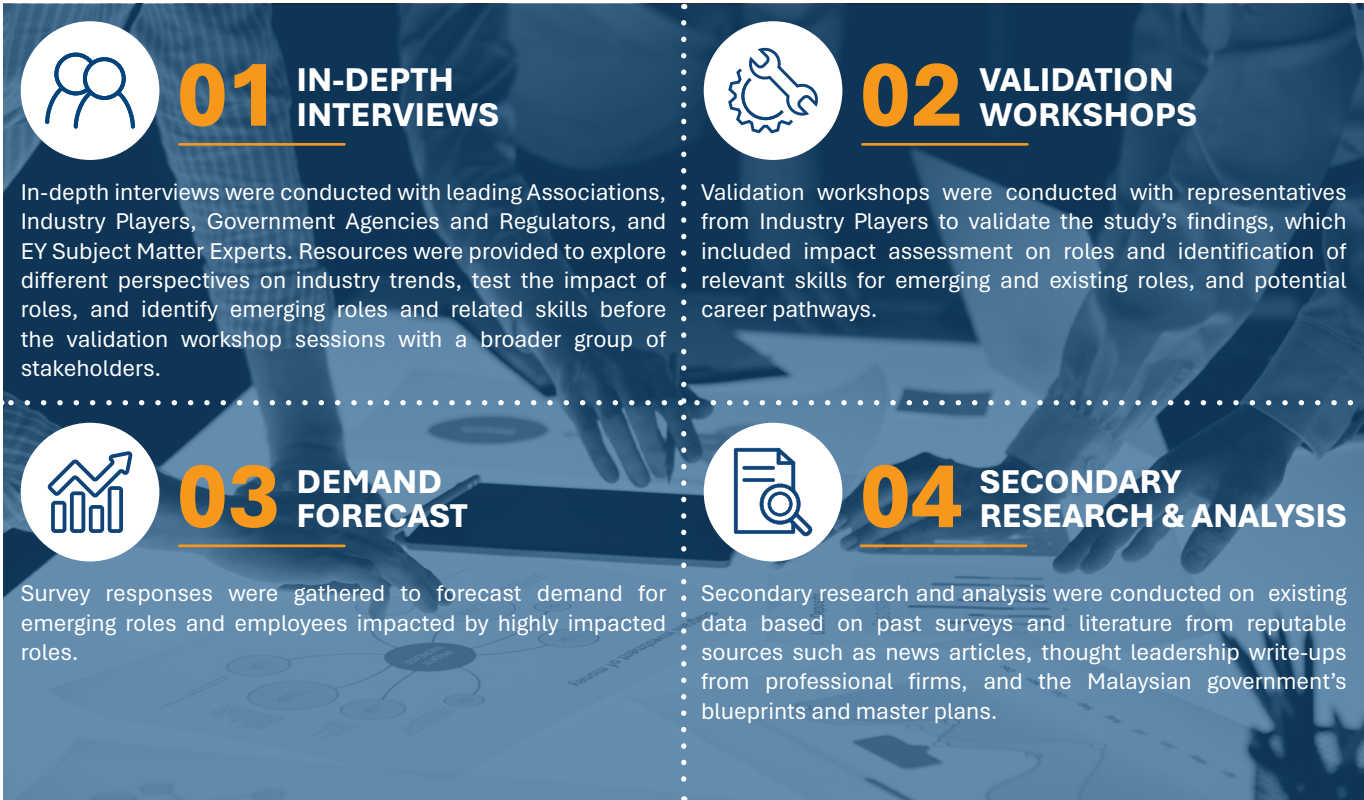 01 IN-DEPTH
INTERVIEWS
In-depth interviews were conducted with leading Associations,
Industry Players, Government Agencies and Regulators, and
EY Subject Matter Experts. Resources were provided to explore
different perspectives on industry trends, test the impact of
roles, and identify emerging roles and related skills before
the validation workshop sessions with a broader group of
stakeholders.
02 VALIDATION
WORKSHOPS
Validation workshops were conducted with representatives
from Industry Players to validate the study’s findings, which
included impact assessment on roles and identification of
relevant skills for emerging and existing roles, and potential
career pathways.
03 DEMAND
FORECAST
Survey responses were gathered to forecast demand for
emerging roles and employees impacted by highly impacted
roles.
04 SECONDARY
RESEARCH & ANALYSIS
Secondary research and analysis were conducted on existing
data based on past surveys and literature from reputable
sources such as news articles, thought leadership write-ups
from professional firms, and the Malaysian government’s
blueprints and master plans.